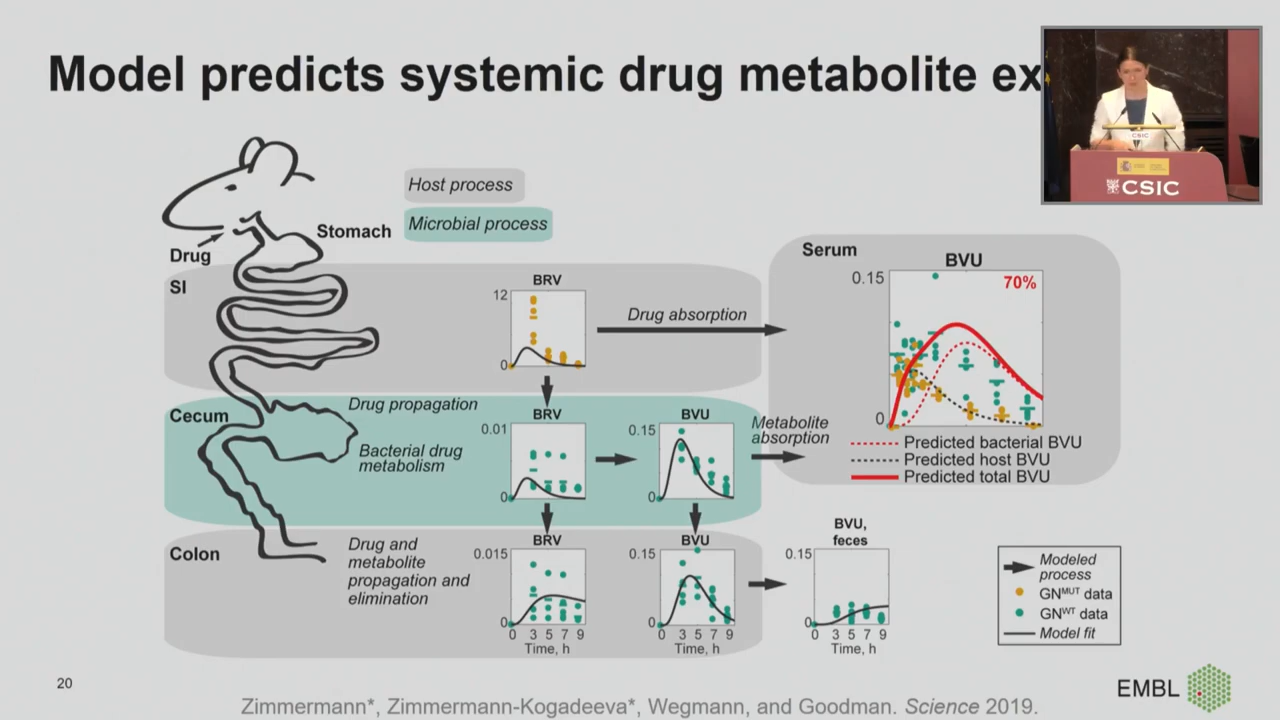 Model predicts systemic drug metabolite ex
CSIC
CSIC
Host process
Microbial process
Stomach
Drug
SI
BRV
12
0
Drug absorption
Serum
BVU
0.15
70%
0
Predicted bacterial BVU
Predicted host BVU
Predicted total BVU
Cecum
Drug propagation
Bacterial drug
metabolism
BRV
0.01
0
BVU
0.15
0
Metabolite
absorption
Colon
Drug and
metabolite
propagation and
elimination
BRV
0.015
0
0 3 5 7 9
Time, h
BVU
0.15
0
0 3 5 7 9
Time, h
BVU,
feces
0.15
0
0 3 5 7 9
Time, h
Modeled
process
GNMUT data
GNWT data
Model fit
20
EMBL
Zimmermann*, Zimmermann-Kogadeeva*, Wegmann, and Goodman. Science 2019.